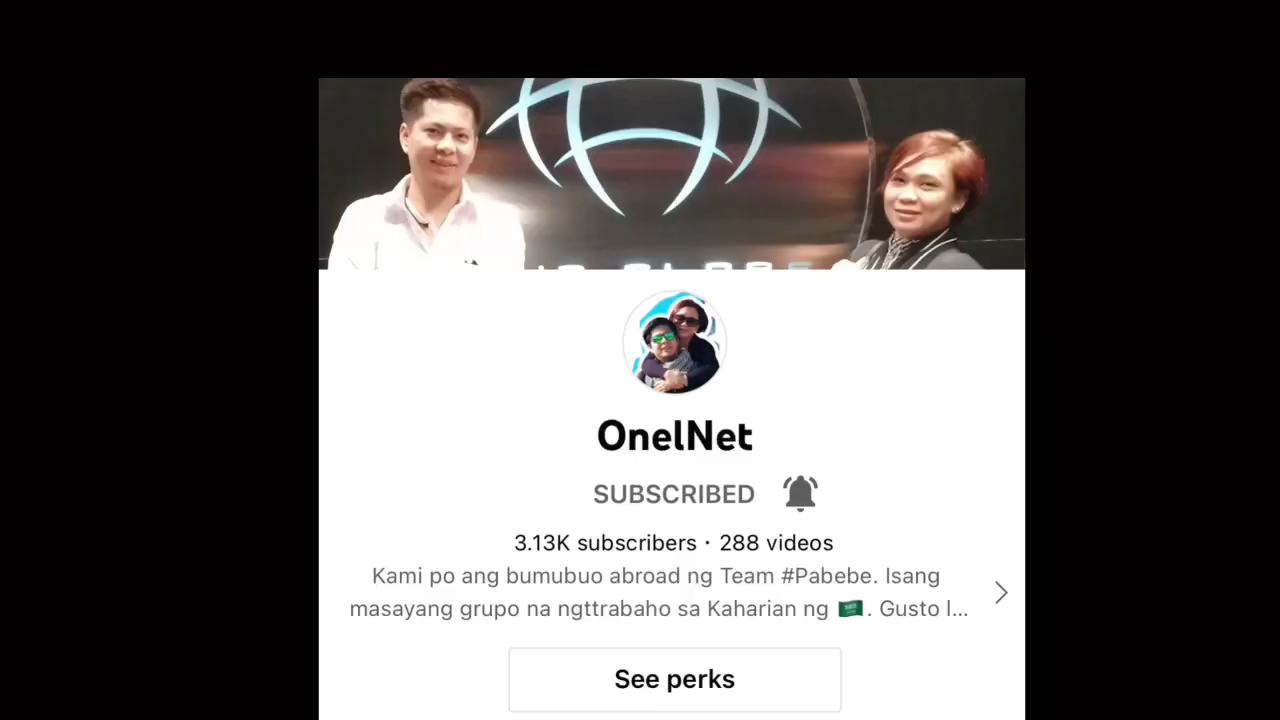 OnelNet
SUBSCRIBED
3.13K subscribers · 288 videos
Kami po ang bumubuo abroad ng Team #Pabebe. Isang
masayang grupo na ngttrabaho sa Kaharian ng 🇸🇦. Gusto l...
See perks